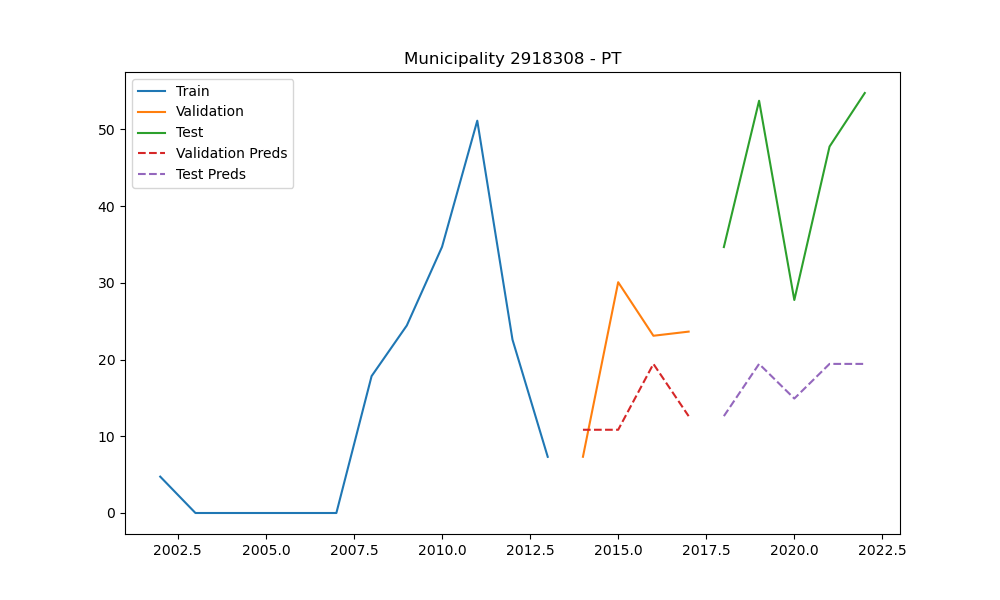 Municipality 2918308 - PT
Train
Validation
Test
Validation Preds
Test Preds
50
40
30
20
10
0
2002.5 2005.0 2007.5 2010.0 2012.5 2015.0 2017.5 2020.0 2022.5